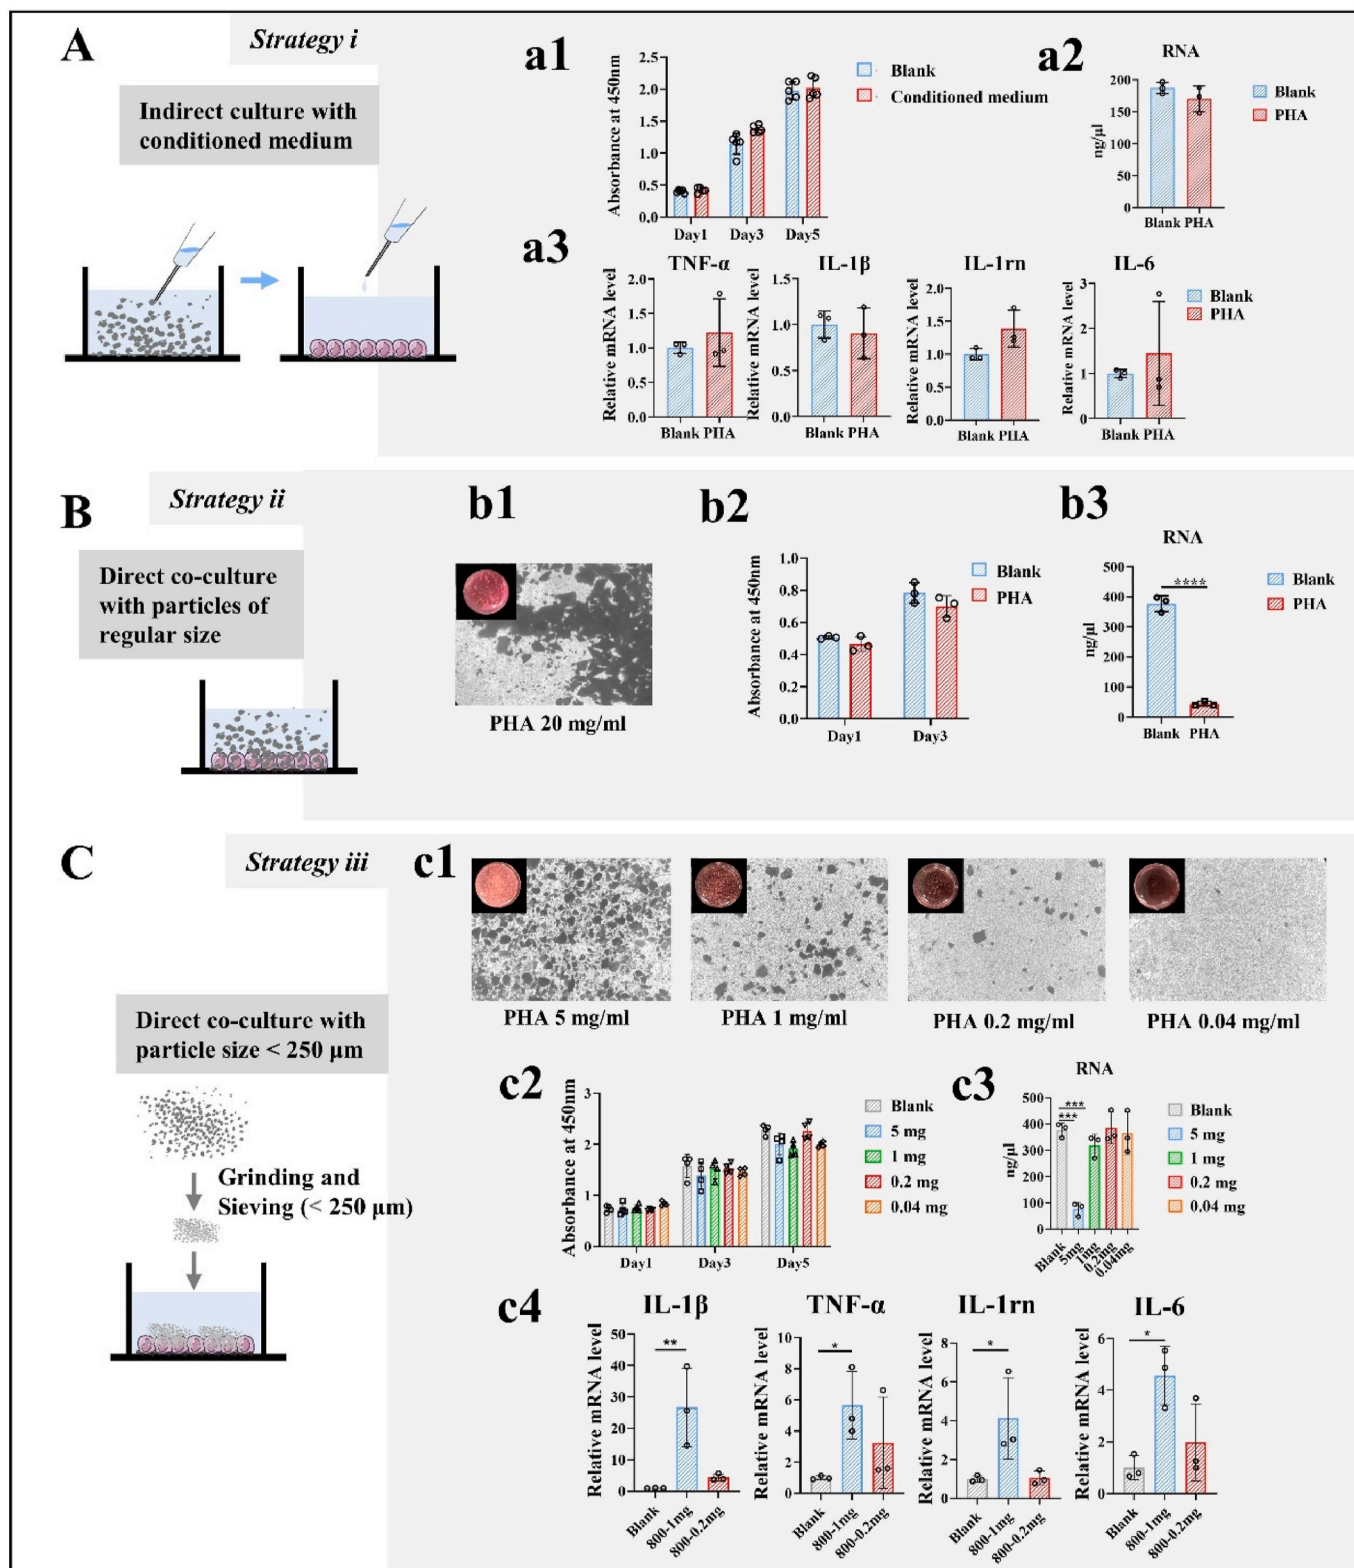 A
Strategy i
Indirect culture with
conditioned medium
a1
Absorbance at 450nm
2.5
2.0
1.5
1.0
0.5
0.0
Day1 Day3 Day5
Blank
Conditioned medium
a2
RNA
ng/µl
200
150
100
50
0
Blank PHA
Blank
PHA
a3
TNF-α
Relative mRNA level
2.0
1.5
1.0
0.5
0.0
Blank PHA
IL-1β
Relative mRNA level
1.5
1.0
0.5
0.0
Blank PHA
IL-1rn
Relative mRNA level
2.0
1.5
1.0
0.5
0.0
Blank PHA
IL-6
Relative mRNA level
3
2
1
0
Blank PHA
Blank
PHA
B
Strategy ii
Direct co-culture
with particles of
regular size
b1
PHA 20 mg/ml
b2
Absorbance at 450nm
1.0
0.8
0.6
0.4
0.2
0.0
Day1 Day3
Blank
PHA
b3
RNA
ng/µl
500
400
300
200
100
0
****
Blank PHA
Blank
PHA
C
Strategy iii
Direct co-culture with
particle size < 250 µm
Grinding and
Sieving (< 250 µm)
c1
PHA 5 mg/ml
PHA 1 mg/ml
PHA 0.2 mg/ml
PHA 0.04 mg/ml
c2
Absorbance at 450nm
3
2
1
0
Day1 Day3 Day5
Blank
5 mg
1 mg
0.2 mg
0.04 mg
c3
RNA
ng/µl
500
400
300
200
100
0
***
***
Blank
5mg
1mg
0.2mg
0.04mg
Blank
5 mg
1 mg
0.2 mg
0.04 mg
c4
IL-1β
Relative mRNA level
50
40
30
20
10
0
**
Blank
800-1mg
800-0.2mg
TNF-α
Relative mRNA level
10
8
6
4
2
0
*
Blank
800-1mg
800-0.2mg
IL-1rn
Relative mRNA level
8
6
4
2
0
*
Blank
800-1mg
800-0.2mg
IL-6
Relative mRNA level
6
4
2
0
*
Blank
800-1mg
800-0.2mg